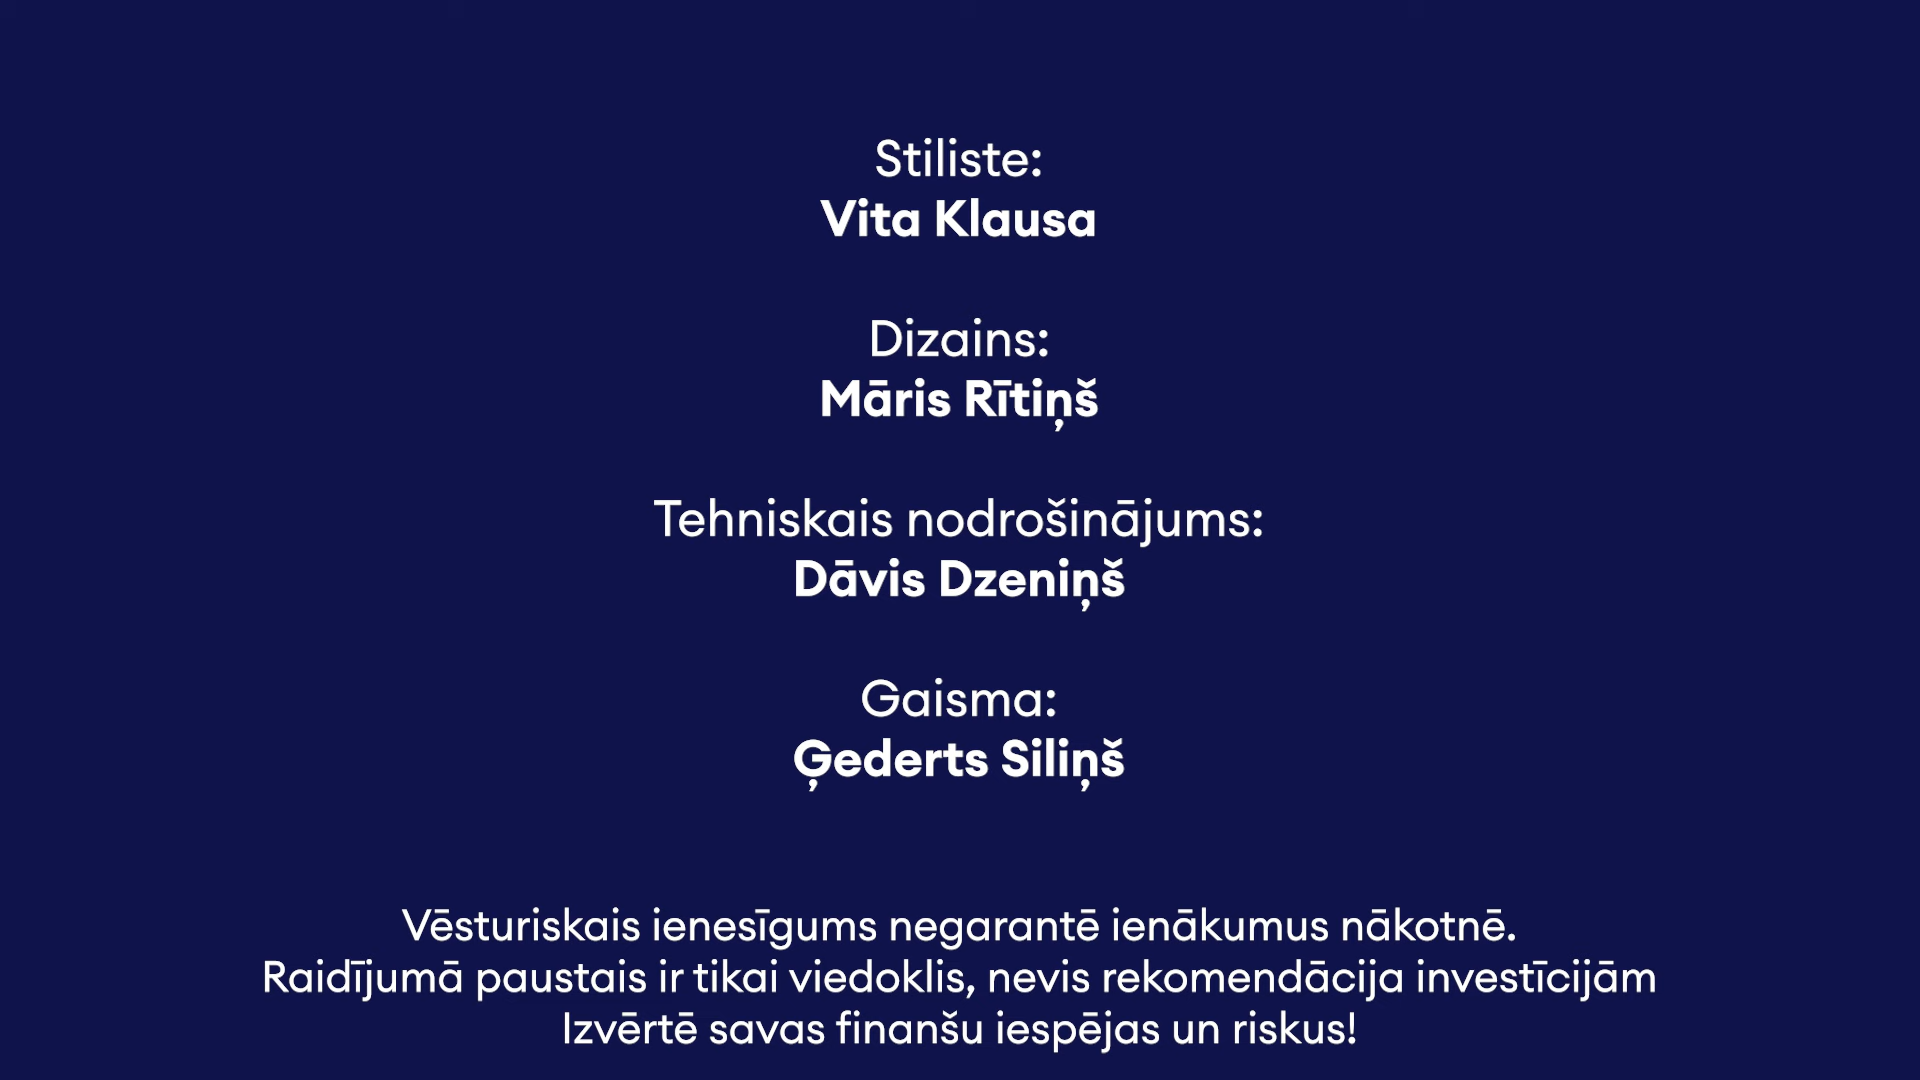 Stiliste:
Vita Klausa
Dizains:
Māris Rītiņš
Tehniskais nodrošinājums:
Dāvis Dzeniņš
Gaisma:
Ģederts Siliņš
Vēsturiskais ienesīgums negarantē ienākumus nākotnē.
Raidījumā paustais ir tikai viedoklis, nevis rekomendācija investīcijām
Izvērtē savas finanšu iespējas un riskus!